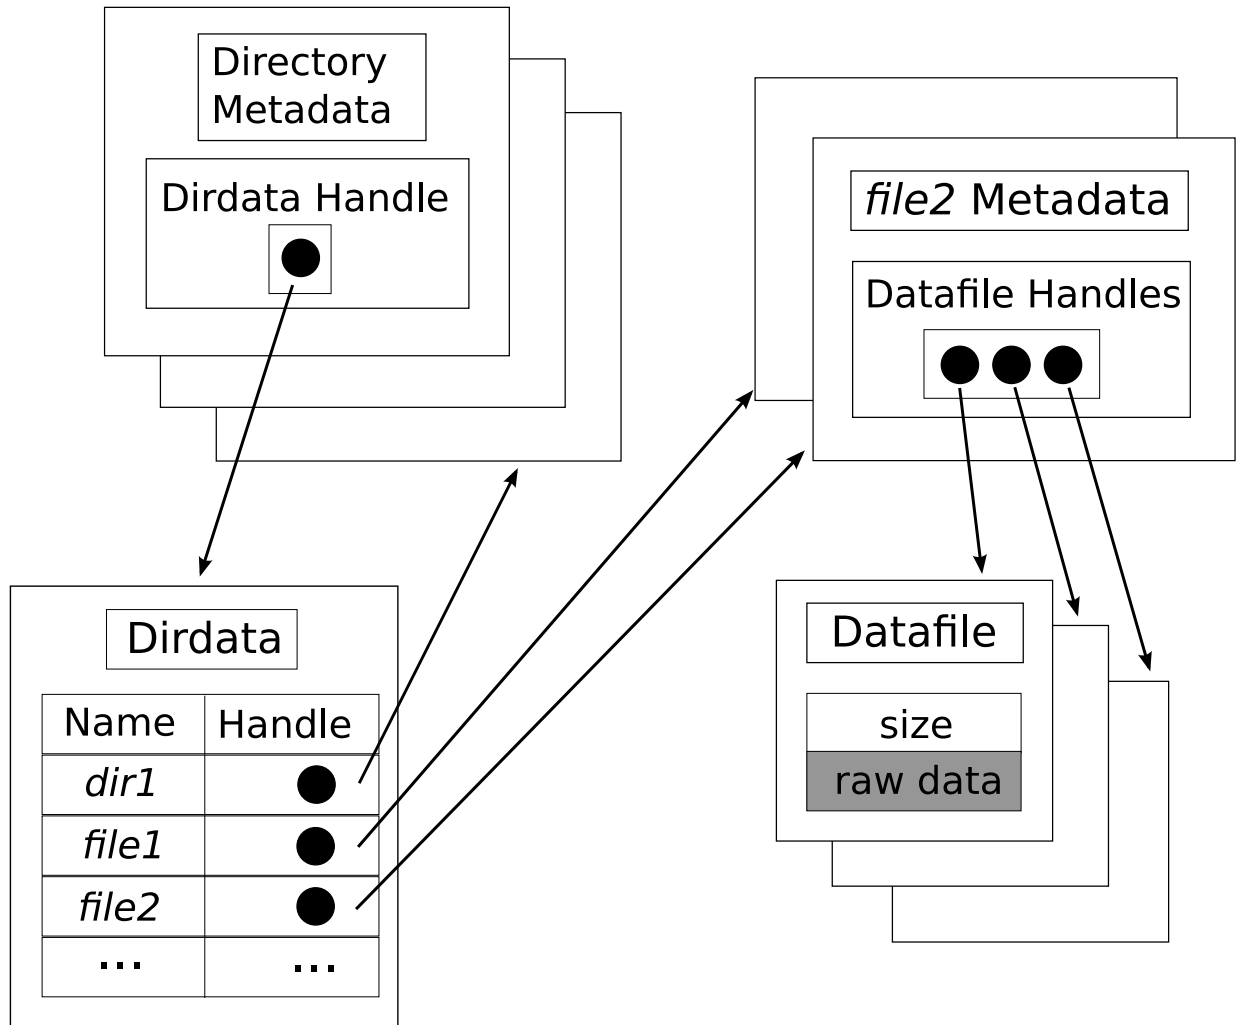 Directory
Metadata
Dirdata Handle
file2 Metadata
Datafile Handles
Dirdata
Name Handle
dir1
file1
file2
... ...
Datafile
size
raw data